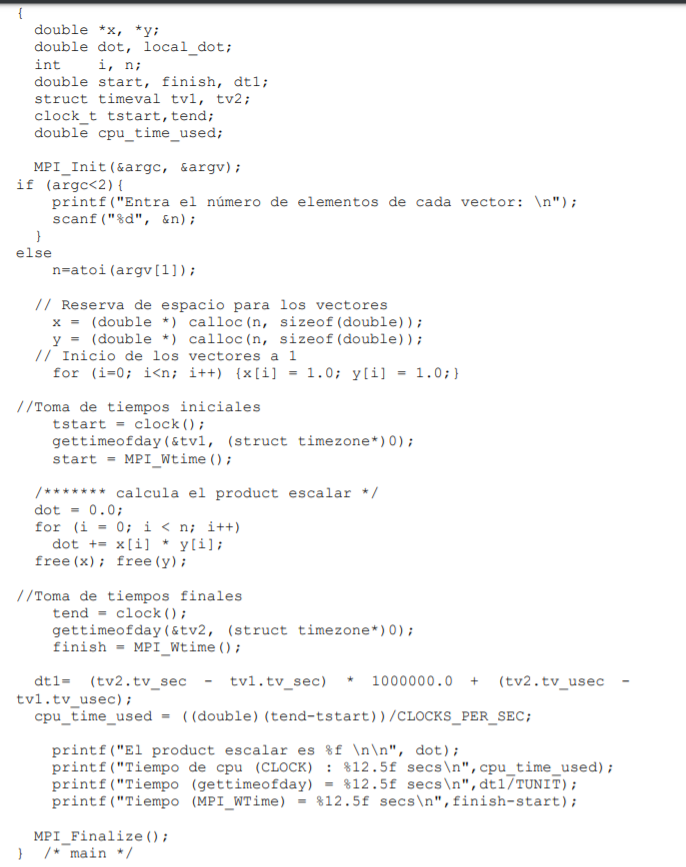 {
  double *x, *y;
  double dot, local_dot;
  int    i, n;
  double start, finish, dt1;
  struct timeval tv1, tv2;
  clock_t tstart,tend;
  double cpu_time_used;

  MPI_Init(&argc, &argv);
if (argc<2){
    printf("Entra el número de elementos de cada vector: \n");
    scanf("%d", &n);
  }
else
    n=atoi(argv[1]);

  // Reserva de espacio para los vectores
    x = (double *) calloc(n, sizeof(double));
    y = (double *) calloc(n, sizeof(double));
  // Inicio de los vectores a 1
    for (i=0; i<n; i++) {x[i] = 1.0; y[i] = 1.0;}

//Toma de tiempos iniciales
    tstart = clock();
    gettimeofday(&tv1, (struct timezone*)0);
    start = MPI_Wtime();

  /******* calcula el product escalar */
  dot = 0.0;
  for (i = 0; i < n; i++)
    dot += x[i] * y[i];
  free(x); free(y);

//Toma de tiempos finales
    tend = clock();
    gettimeofday(&tv2, (struct timezone*)0);
    finish = MPI_Wtime();

  dt1=  (tv2.tv_sec  -  tv1.tv_sec)  *  1000000.0  +  (tv2.tv_usec  -
tv1.tv_usec);
  cpu_time_used = ((double)(tend-tstart))/CLOCKS_PER_SEC;

    printf("El product escalar es %f \n\n", dot);
    printf("Tiempo de cpu (CLOCK) : %12.5f secs\n",cpu_time_used);
    printf("Tiempo (gettimeofday) = %12.5f secs\n",dt1/TUNIT);
    printf("Tiempo (MPI_WTime) = %12.5f secs\n",finish-start);

  MPI_Finalize();
}  /* main */